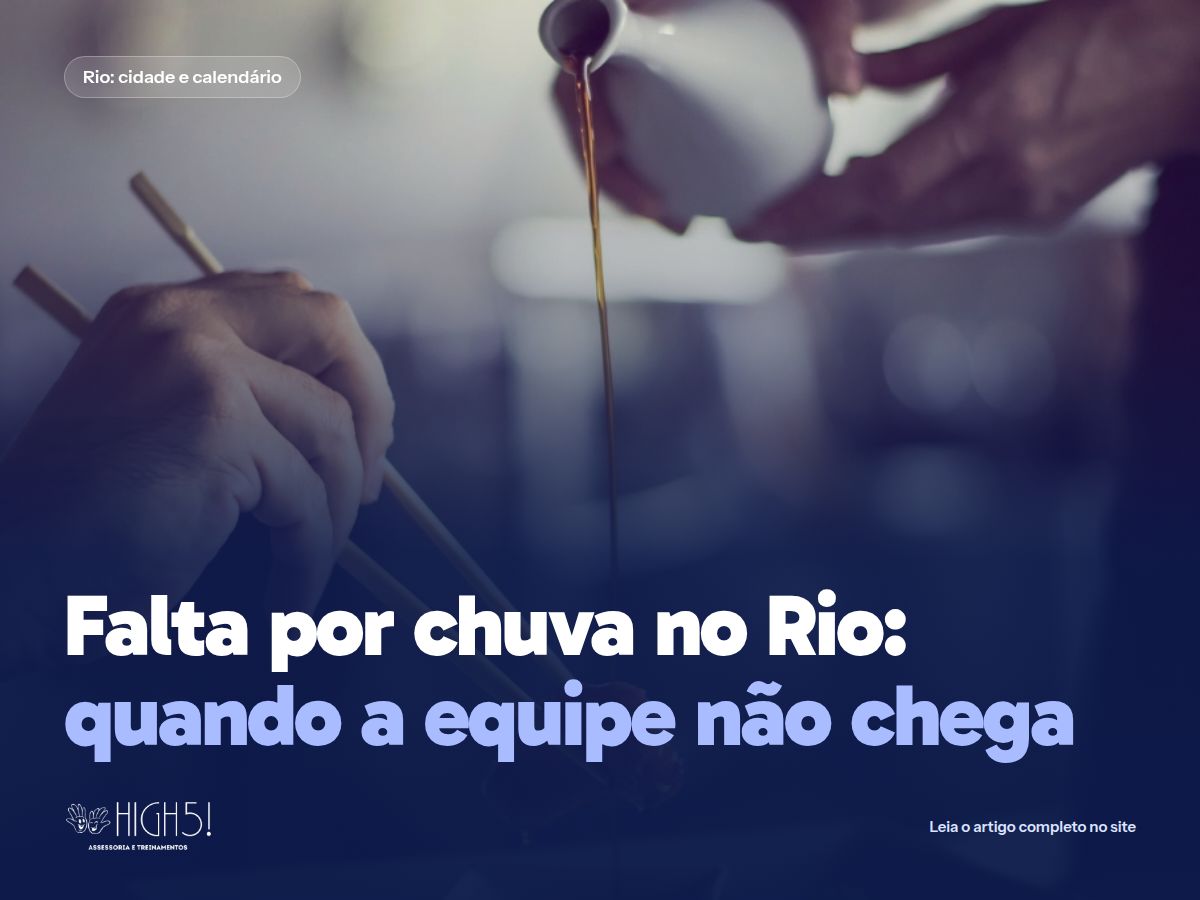 Rio: cidade e calendário
Falta por chuva no Rio:
quando a equipe não chega
HIGH5!
ASSESSORIA E TREINAMENTOS
Leia o artigo completo no site